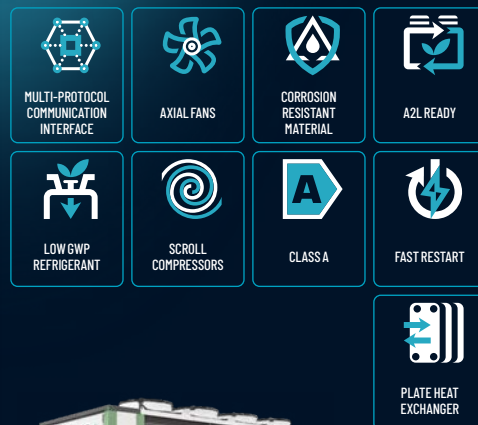 MULTI-PROTOCOL
COMMUNICATION
INTERFACE
AXIAL FANS
CORROSION
RESISTANT
MATERIAL
A2L READY
LOW GWP
REFRIGERANT
SCROLL
COMPRESSORS
A
CLASS A
FAST RESTART
PLATE HEAT
EXCHANGER